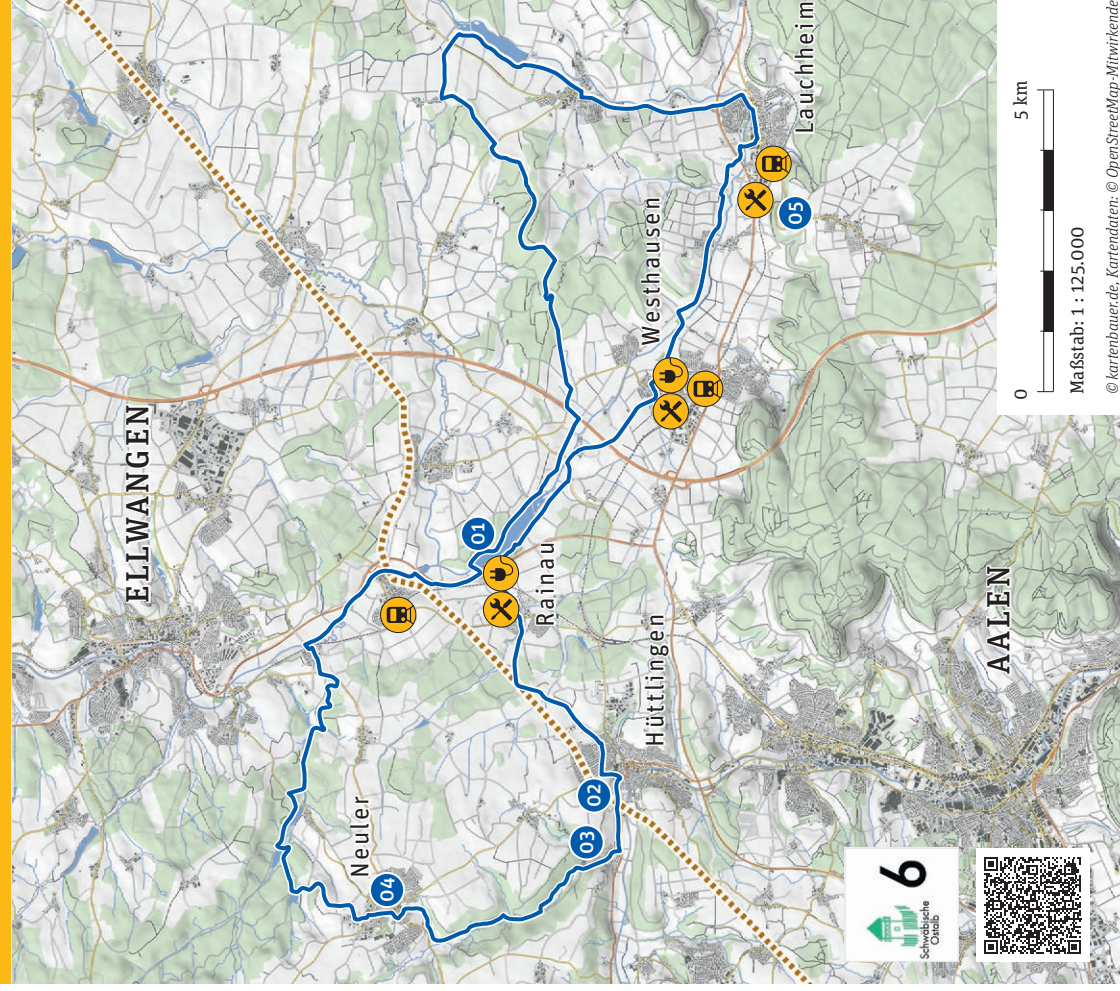 ELLWANGEN
Neuler
04
01
Rainau
Westhausen
Lauchheim
05
03
02
Hüttlingen
AALEN
Schwäbische
Ostalb
6
0
5 km
Maßstab: 1 : 125.000
© kartenbauer.de, Kartendaten: © OpenStreetMap-Mitwirkende